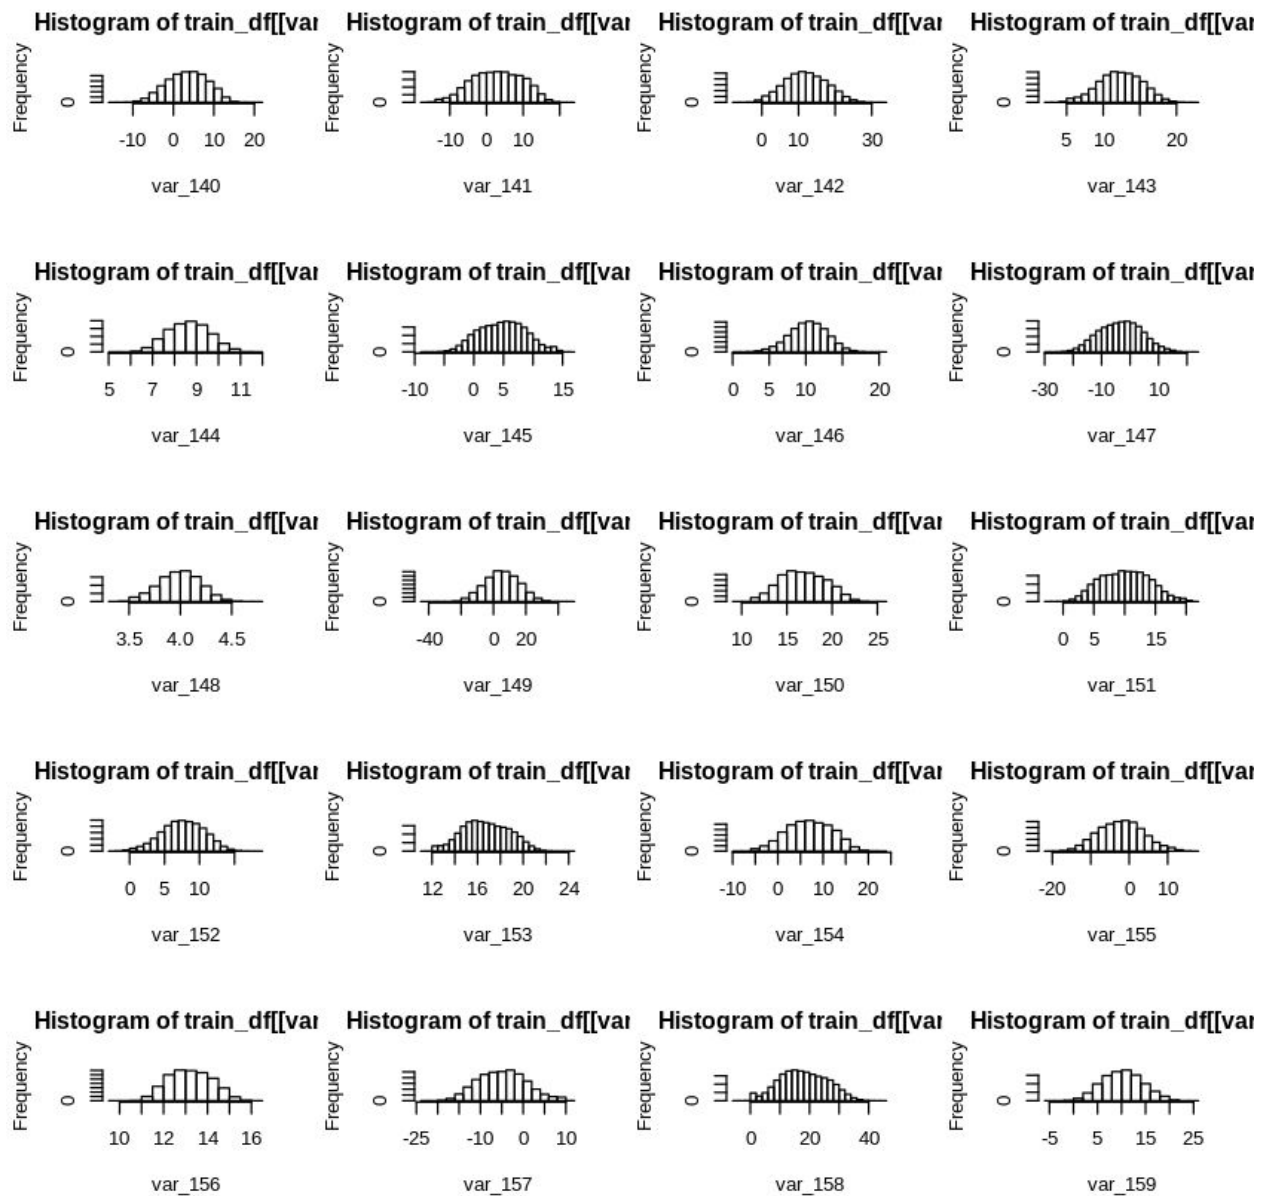 Histogram of train_df[[var Histogram of train_df[[var Histogram of train_df[[var Histogram of train_df[[var
Frequency Frequency Frequency Frequency
0 0 0 0
-10 0 10 20 -10 0 10 0 10 30 5 10 20
var_140 var_141 var_142 var_143
Histogram of train_df[[var Histogram of train_df[[var Histogram of train_df[[var Histogram of train_df[[var
Frequency Frequency Frequency Frequency
0 0 0 0
5 7 9 11 -10 0 5 15 0 5 10 20 -30 -10 10
var_144 var_145 var_146 var_147
Histogram of train_df[[var Histogram of train_df[[var Histogram of train_df[[var Histogram of train_df[[var
Frequency Frequency Frequency Frequency
0 0 0 0
3.5 4.0 4.5 -40 0 20 10 15 20 25 0 5 15
var_148 var_149 var_150 var_151
Histogram of train_df[[var Histogram of train_df[[var Histogram of train_df[[var Histogram of train_df[[var
Frequency Frequency Frequency Frequency
0 0 0 0
0 5 10 12 16 20 24 -10 0 10 20 -20 0 10
var_152 var_153 var_154 var_155
Histogram of train_df[[var Histogram of train_df[[var Histogram of train_df[[var Histogram of train_df[[var
Frequency Frequency Frequency Frequency
0 0 0 0
10 12 14 16 -25 -10 0 10 0 20 40 -5 5 15 25
var_156 var_157 var_158 var_159